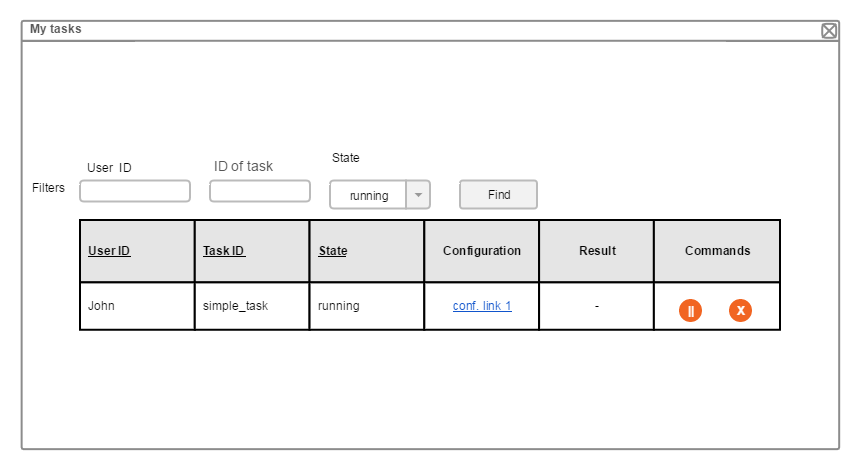 My tasks
User ID
ID of task
State
Filters
running
Find
User ID
Task ID
State
Configuration
Result
Commands
John
simple_task
running
conf. link 1
-
||
X